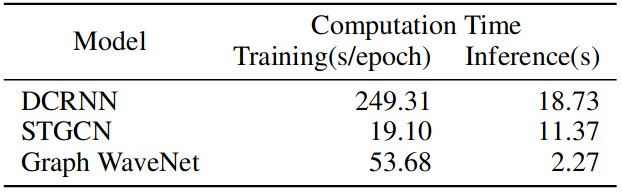 Computation Time
Model
Training(s/epoch) Inference(s)
DCRNN 249.31 18.73
STGCN 19.10 11.37
Graph WaveNet 53.68 2.27